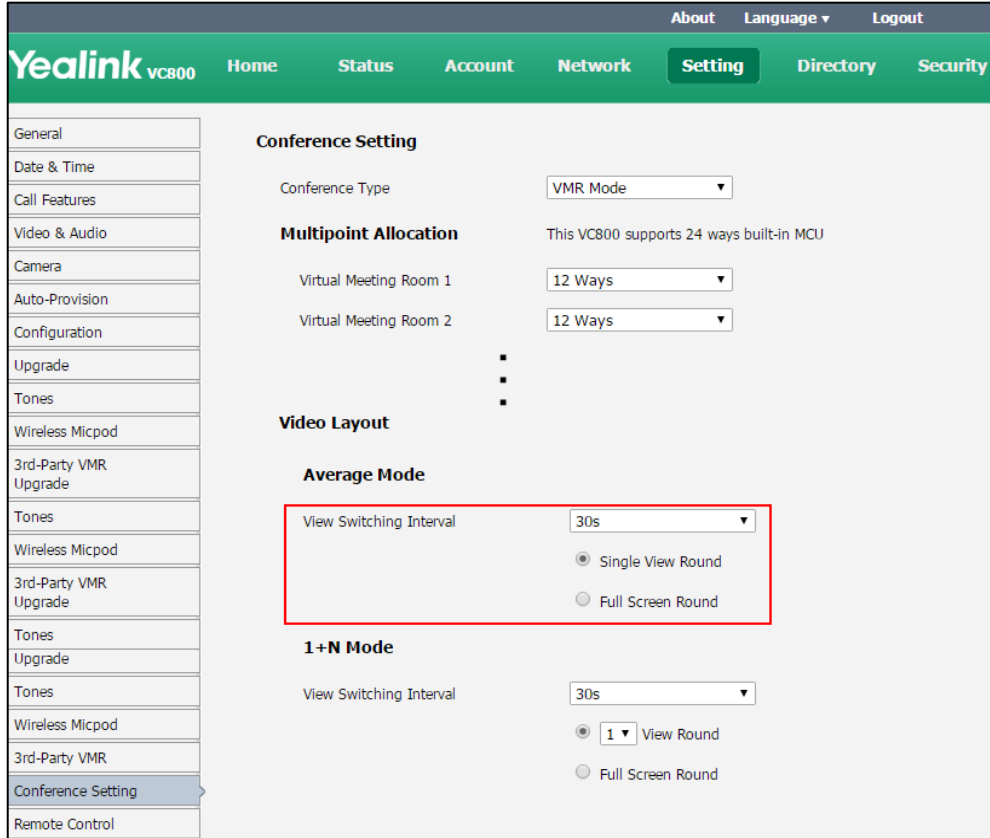 About Language ▾ Logout
Yealink VC800 Home Status Account Network Setting Directory Security
General
Date & Time
Call Features
Video & Audio
Camera
Auto-Provision
Configuration
Upgrade
Tones
Wireless Micpod
3rd-Party VMR
Upgrade
Tones
Wireless Micpod
3rd-Party VMR
Upgrade
Tones
Upgrade
Tones
Wireless Micpod
3rd-Party VMR
Conference Setting
Remote Control
Conference Setting
Conference Type VMR Mode
Multipoint Allocation This VC800 supports 24 ways built-in MCU
Virtual Meeting Room 1 12 Ways
Virtual Meeting Room 2 12 Ways
Video Layout
Average Mode
View Switching Interval 30s
Single View Round
Full Screen Round
1+N Mode
View Switching Interval 30s
1 View Round
Full Screen Round